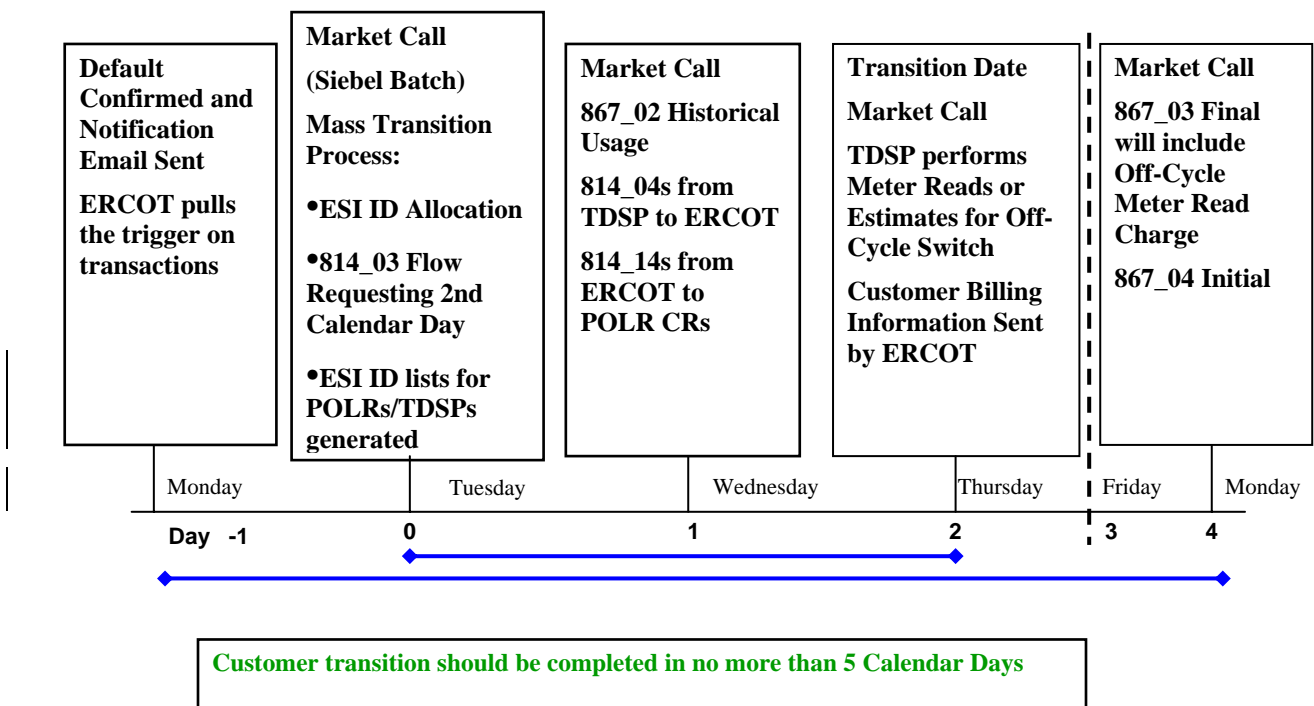 Default
Confirmed and
Notification
Email Sent
ERCOT pulls
the trigger on
transactions
Market Call
(Siebel Batch)
Mass Transition
Process:
•ESI ID Allocation
•814_03 Flow
Requesting 2nd
Calendar Day
•ESI ID lists for
POLRs/TDSPs
generated
Market Call
867_02 Historical
Usage
814_04s from
TDSP to ERCOT
814_14s from
ERCOT to
POLR CRs
Transition Date
Market Call
TDSP performs
Meter Reads or
Estimates for Off-
Cycle Switch
Customer Billing
Information Sent
by ERCOT
Market Call
867_03 Final
will include
Off-Cycle
Meter Read
Charge
867_04 Initial
Monday Tuesday Wednesday Thursday Friday Monday
Day -1 0 1 2 3 4
Customer transition should be completed in no more than 5 Calendar Days